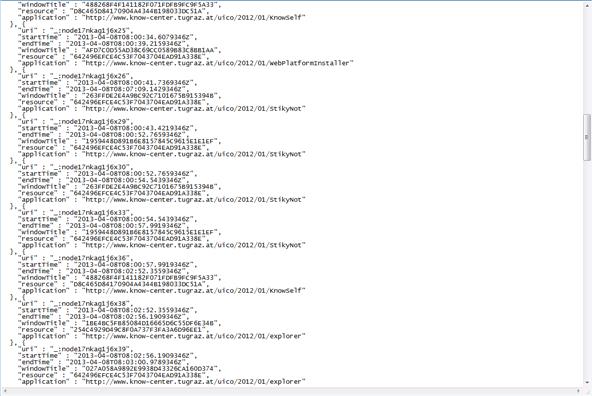 "windowTitle" : "488268F4F141182F071FDFB9FC9F5A33",
"resource" : "D8C465D84170904A4344B198033DC51A",
"application" : "http://www.know-center.tugraz.at/uico/2012/01/KnowSelf"
}, {
"uri" : "_:node17nkag1j6x25",
"startTime" : "2013-04-08T08:00:34.6079346Z",
"endTime" : "2013-04-08T08:00:39.2159346Z",
"windowTitle" : "AFD7C0D55AD38C69CC0589B83C8BB1AA",
"resource" : "642496EFCE4C53F7043704EAD91A338E",
"application" : "http://www.know-center.tugraz.at/uico/2012/01/WebPlatformInstaller"
}, {
"uri" : "_:node17nkag1j6x26",
"startTime" : "2013-04-08T08:00:41.7369346Z",
"endTime" : "2013-04-08T08:07:09.1429346Z",
"windowTitle" : "263FFDE2E4A9BC92C7101675B915394B",
"resource" : "642496EFCE4C53F7043704EAD91A338E",
"application" : "http://www.know-center.tugraz.at/uico/2012/01/StikyNot"
}, {
"uri" : "_:node17nkag1j6x29",
"startTime" : "2013-04-08T08:00:43.4219346Z",
"endTime" : "2013-04-08T08:00:52.7659346Z",
"windowTitle" : "1959448D891B6E8157845C9615E1E1EF",
"resource" : "642496EFCE4C53F7043704EAD91A338E",
"application" : "http://www.know-center.tugraz.at/uico/2012/01/StikyNot"
}, {
"uri" : "_:node17nkag1j6x30",
"startTime" : "2013-04-08T08:00:52.7659346Z",
"endTime" : "2013-04-08T08:00:54.5439346Z",
"windowTitle" : "263FFDE2E4A9BC92C7101675B915394B",
"resource" : "642496EFCE4C53F7043704EAD91A338E",
"application" : "http://www.know-center.tugraz.at/uico/2012/01/StikyNot"
}, {
"uri" : "_:node17nkag1j6x33",
"startTime" : "2013-04-08T08:00:54.5439346Z",
"endTime" : "2013-04-08T08:00:57.9919346Z",
"windowTitle" : "1959448D891B6E8157845C9615E1E1EF",
"resource" : "642496EFCE4C53F7043704EAD91A338E",
"application" : "http://www.know-center.tugraz.at/uico/2012/01/StikyNot"
}, {
"uri" : "_:node17nkag1j6x36",
"startTime" : "2013-04-08T08:00:57.9919346Z",
"endTime" : "2013-04-08T08:02:52.3559346Z",
"windowTitle" : "488268F4F141182F071FDFB9FC9F5A33",
"resource" : "D8C465D84170904A4344B198033DC51A",
"application" : "http://www.know-center.tugraz.at/uico/2012/01/KnowSelf"
}, {
"uri" : "_:node17nkag1j6x38",
"startTime" : "2013-04-08T08:02:52.3559346Z",
"endTime" : "2013-04-08T08:02:56.1909346Z",
"windowTitle" : "1BE4BC5FB85084D16665D6C55DF6E34B",
"resource" : "254C4929D49C8F0A737F3FA3A6D96EE1",
"application" : "http://www.know-center.tugraz.at/uico/2012/01/explorer"
}, {
"uri" : "_:node17nkag1j6x39",
"startTime" : "2013-04-08T08:02:56.1909346Z",
"endTime" : "2013-04-08T08:03:00.9789346Z",
"windowTitle" : "027A058A9892E9938D43326CA160D374",
"resource" : "642496EFCE4C53F7043704EAD91A338E",
"application" : "http://www.know-center.tugraz.at/uico/2012/01/explorer"